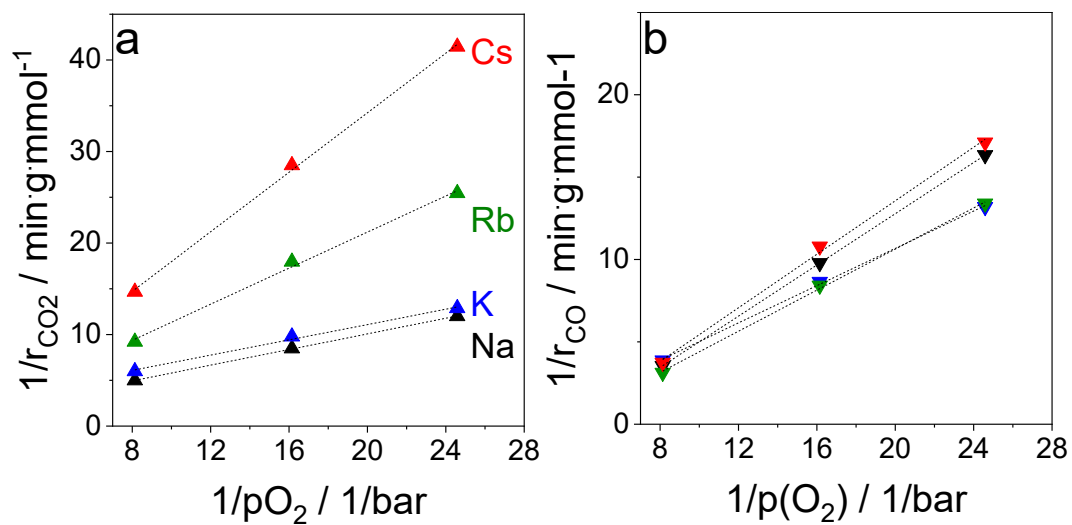 a
Cs
Rb
K
Na
40
30
20
10
0
8 12 16 20 24 28
1/r_CO2 / min·g·mmol⁻¹
1/pO₂ / 1/bar
b
20
10
0
8 12 16 20 24 28
1/r_CO / min·g·mmol-1
1/p(O₂) / 1/bar